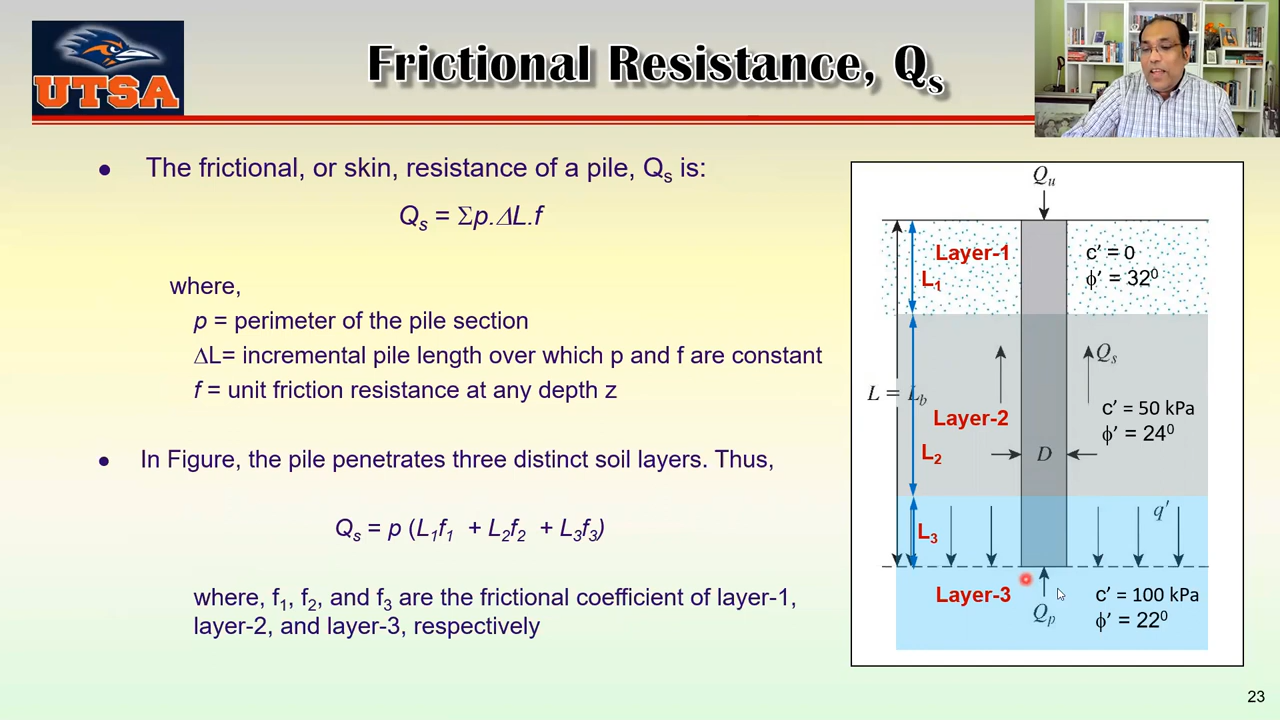 UTSA
Frictional Resistance, Qs
• The frictional, or skin, resistance of a pile, Qs is:
Qs = Σp.ΔL.f
where,
p = perimeter of the pile section
ΔL= incremental pile length over which p and f are constant
f = unit friction resistance at any depth z
• In Figure, the pile penetrates three distinct soil layers. Thus,
Qs = p (L1f1 + L2f2 + L3f3)
where, f1, f2, and f3 are the frictional coefficient of layer-1,
layer-2, and layer-3, respectively
Qu
Layer-1
L1
c’ = 0
ϕ’ = 32⁰
Qs
L = Lb
Layer-2
c’ = 50 kPa
ϕ’ = 24⁰
L2
D
L3
q′
Layer-3
Qp
c’ = 100 kPa
ϕ’ = 22⁰
23